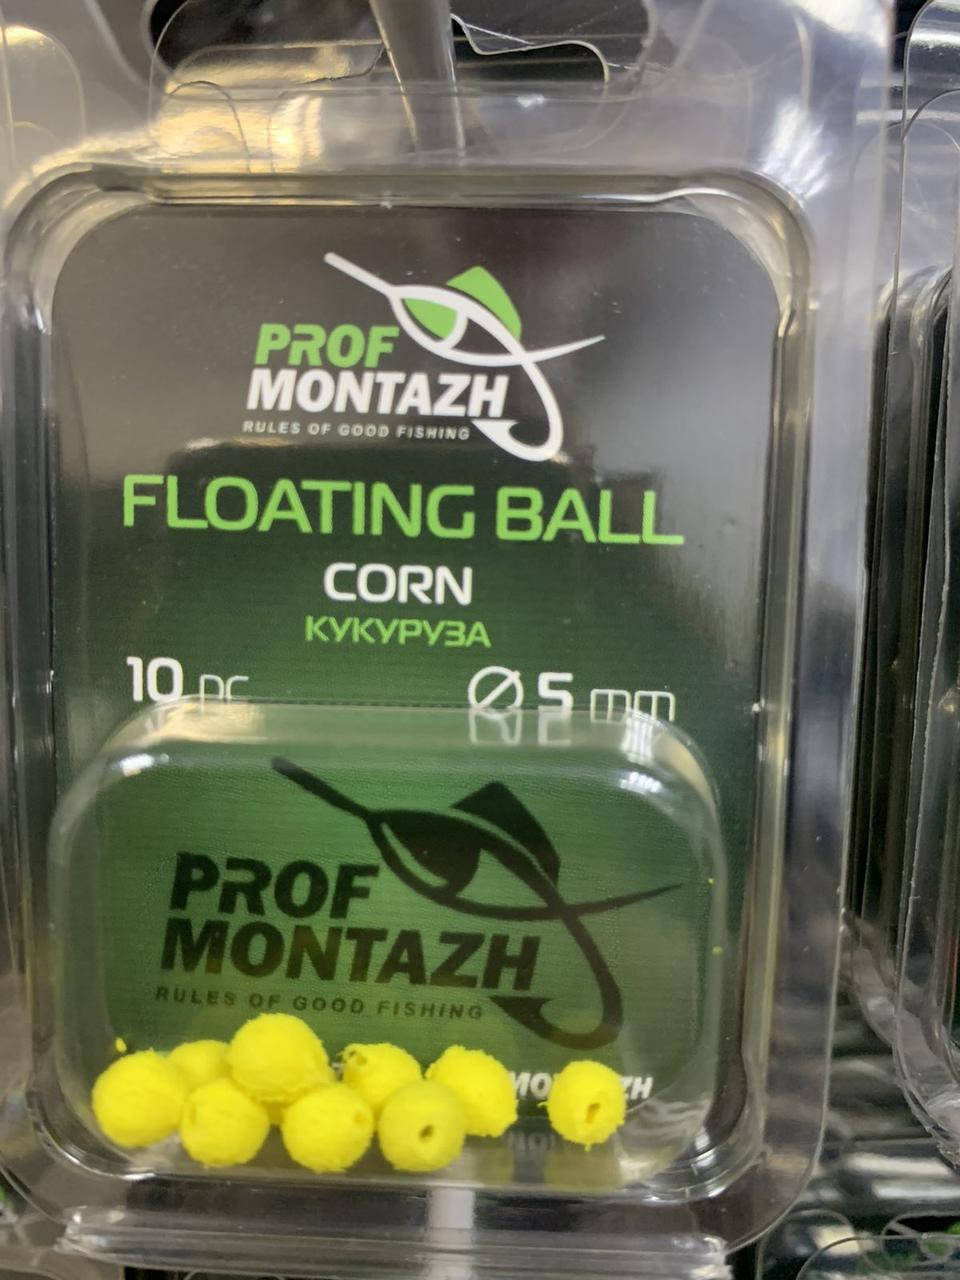 PROF
MONTAZH
RULES OF GOOD FISHING
FLOATING BALL
CORN
КУКУРУЗА
10 pc Ø 5 mm
PROF
MONTAZH
RULES OF GOOD FISHING